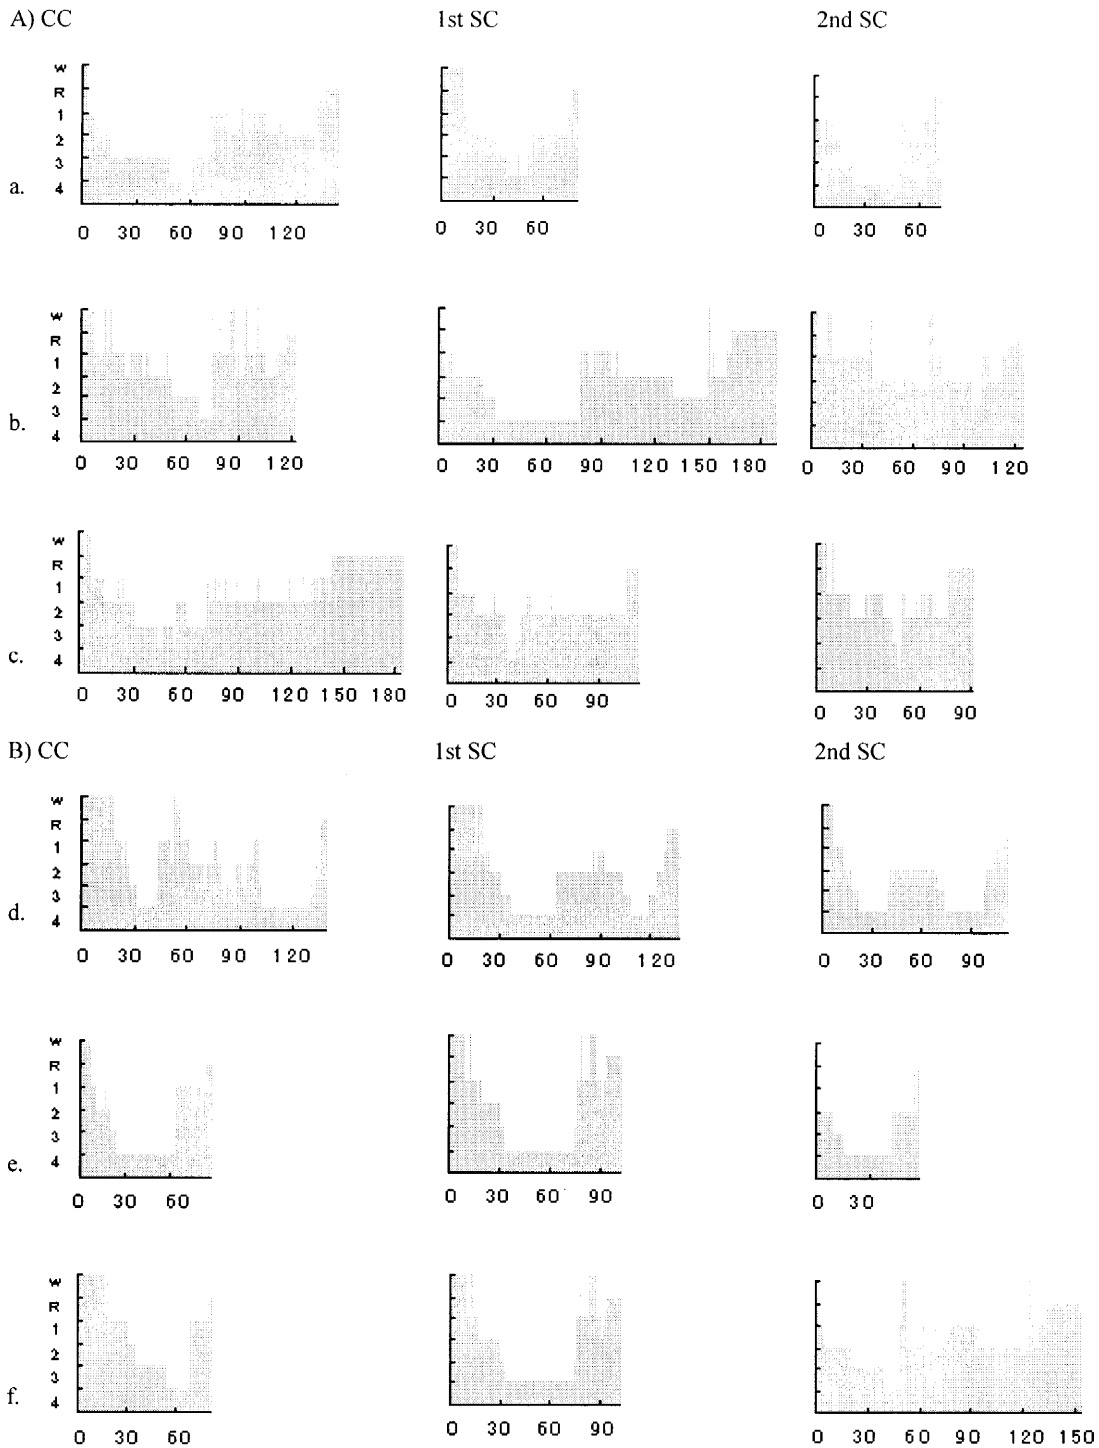 A) CC 1st SC 2nd SC
W
R
1
2
3
4
a.
0 30 60 90 120
0 30 60
0 30 60
W
R
1
2
3
4
b.
0 30 60 90 120
0 30 60 90 120 150 180
0 30 60 90 120
W
R
1
2
3
4
c.
0 30 60 90 120 150 180
0 30 60 90
0 30 60 90
B) CC 1st SC 2nd SC
W
R
1
2
3
4
d.
0 30 60 90 120
0 30 60 90 120
0 30 60 90
W
R
1
2
3
4
e.
0 30 60
0 30 60 90
0 30
W
R
1
2
3
4
f.
0 30 60
0 30 60 90
0 30 60 90 120 150